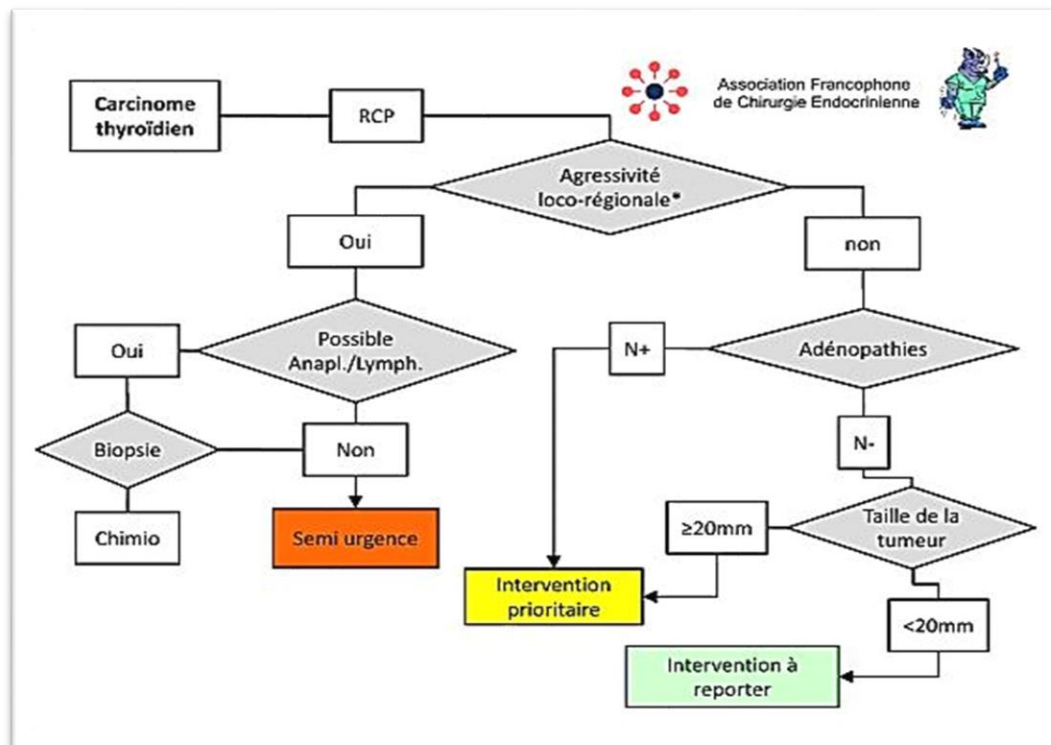 Association Francophone
de Chirurgie Endocrinienne
Carcinome
thyroïdien
RCP
Agressivité
loco-régionale*
Oui
non
Possible
Anapl./Lymph.
Oui
N+
Adénopathies
Biopsie
Non
N-
Chimio
Semi urgence
≥20mm
Taille de la
tumeur
Intervention
prioritaire
<20mm
Intervention à
reporter